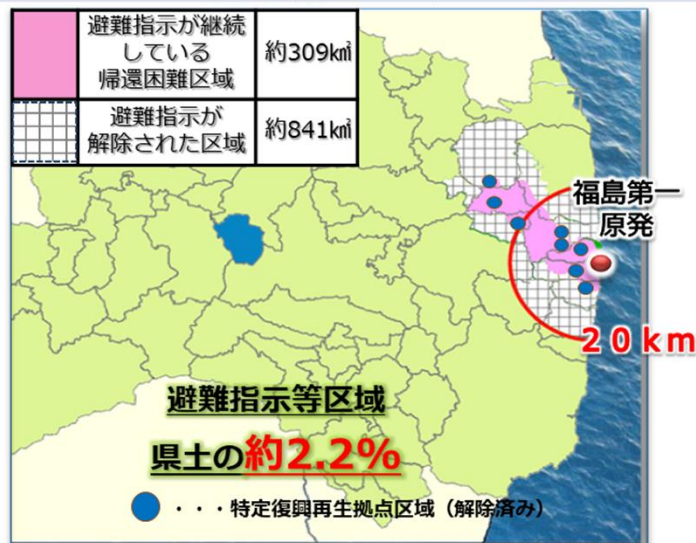 避難指示が継続
している
帰還困難区域
約309㎢
避難指示が
解除された区域
約841㎢
福島第一
原発
20km
避難指示等区域
県土の約2.2%
・・・特定復興再生拠点区域（解除済み）